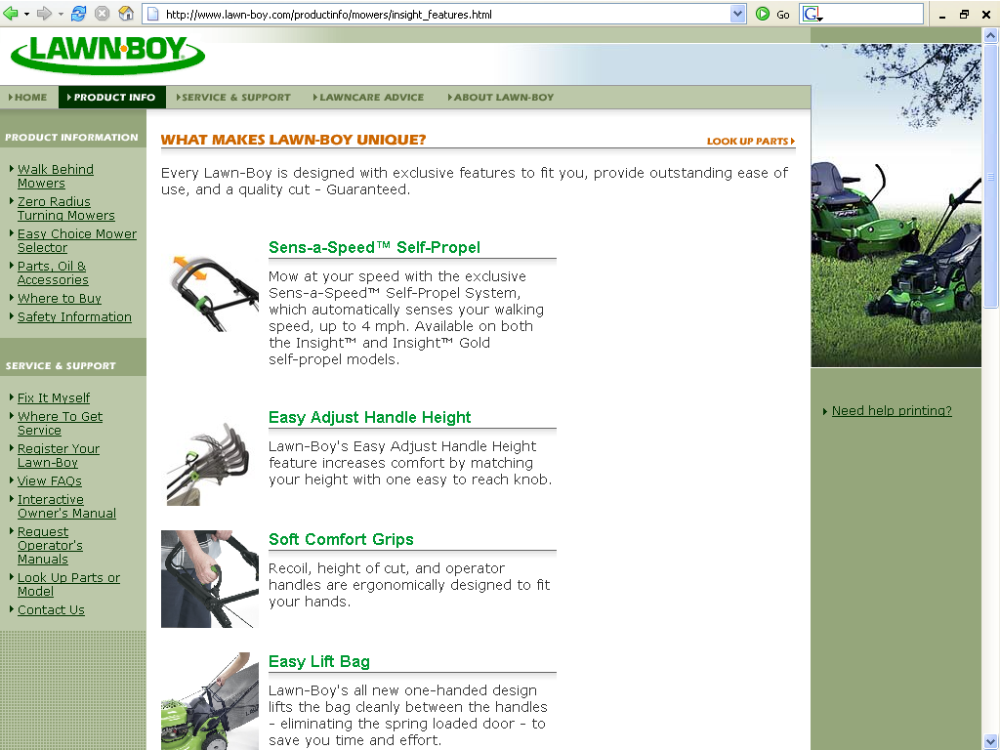 http://www.lawn-boy.com/productinfo/mowers/insight_features.html
Go
G
LAWN-BOY®
HOME
PRODUCT INFO
SERVICE & SUPPORT
LAWNCARE ADVICE
ABOUT LAWN-BOY
PRODUCT INFORMATION
Walk Behind
Mowers
Zero Radius
Turning Mowers
Easy Choice Mower
Selector
Parts, Oil &
Accessories
Where to Buy
Safety Information
SERVICE & SUPPORT
Fix It Myself
Where To Get
Service
Register Your
Lawn-Boy
View FAQs
Interactive
Owner's Manual
Request
Operator's
Manuals
Look Up Parts or
Model
Contact Us
WHAT MAKES LAWN-BOY UNIQUE?
LOOK UP PARTS
Every Lawn-Boy is designed with exclusive features to fit you, provide outstanding ease of
use, and a quality cut - Guaranteed.
Sens-a-Speed™ Self-Propel
Mow at your speed with the exclusive
Sens-a-Speed™ Self-Propel System,
which automatically senses your walking
speed, up to 4 mph. Available on both
the Insight™ and Insight™ Gold
self-propel models.
Easy Adjust Handle Height
Lawn-Boy's Easy Adjust Handle Height
feature increases comfort by matching
your height with one easy to reach knob.
Soft Comfort Grips
Recoil, height of cut, and operator
handles are ergonomically designed to fit
your hands.
Easy Lift Bag
Lawn-Boy's all new one-handed design
lifts the bag cleanly between the handles
- eliminating the spring loaded door - to
save you time and effort.
Need help printing?